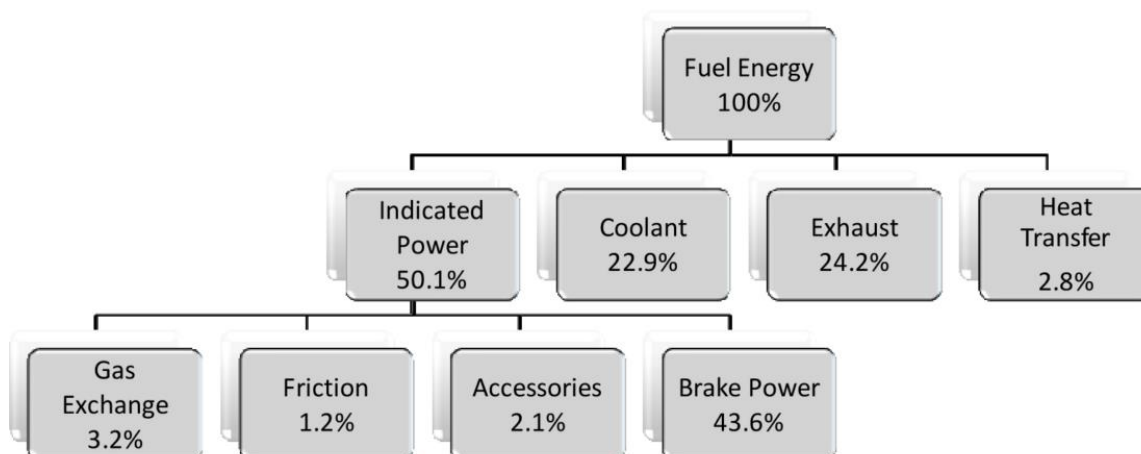 Fuel Energy
100%
Indicated
Power
50.1%
Coolant
22.9%
Exhaust
24.2%
Heat
Transfer
2.8%
Gas
Exchange
3.2%
Friction
1.2%
Accessories
2.1%
Brake Power
43.6%